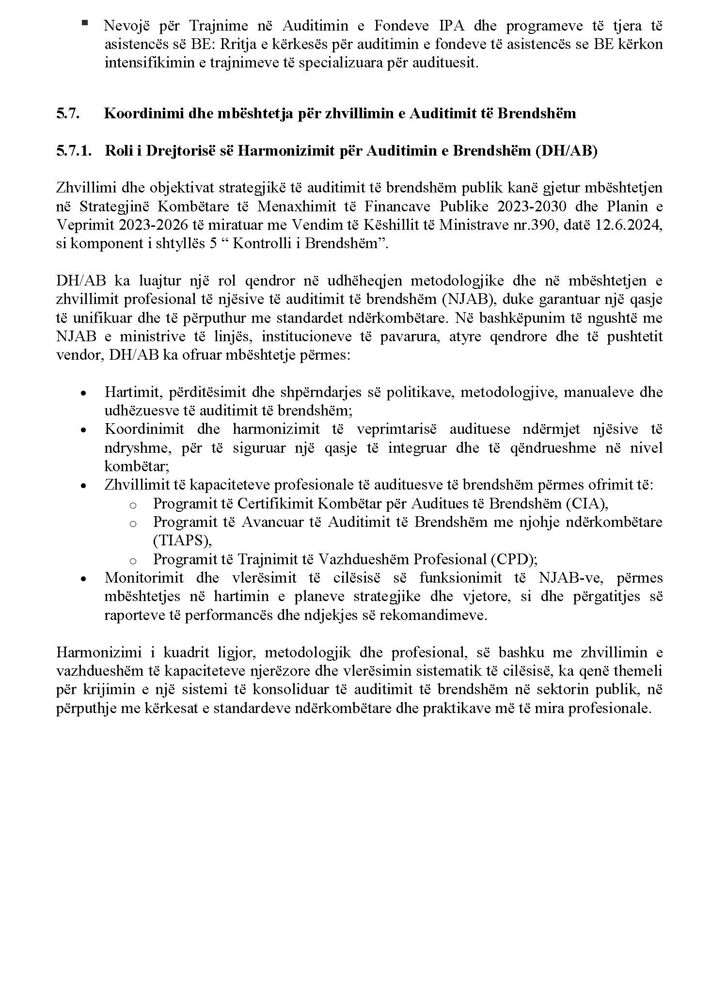 ▪ Nevojë për Trajnime në Auditimin e Fondeve IPA dhe programeve të tjera të
asistencës së BE: Rritja e kërkesës për auditimin e fondeve të asistencës se BE kërkon
intensifikimin e trajnimeve të specializuara për audituesit.
5.7. Koordinimi dhe mbështetja për zhvillimin e Auditimit të Brendshëm
5.7.1. Roli i Drejtorisë së Harmonizimit për Auditimin e Brendshëm (DH/AB)
Zhvillimi dhe objektivat strategjikë të auditimit të brendshëm publik kanë gjetur mbështetjen
në Strategjinë Kombëtare të Menaxhimit të Financave Publike 2023-2030 dhe Planin e
Veprimit 2023-2026 të miratuar me Vendim të Këshillit të Ministrave nr.390, datë 12.6.2024,
si komponent i shtyllës 5 “ Kontrolli i Brendshëm”.
DH/AB ka luajtur një rol qendror në udhëheqjen metodologjike dhe në mbështetjen e
zhvillimit profesional të njësive të auditimit të brendshëm (NJAB), duke garantuar një qasje
të unifikuar dhe të përputhur me standardet ndërkombëtare. Në bashkëpunim të ngushtë me
NJAB e ministrive të linjës, institucioneve të pavarura, atyre qendrore dhe të pushtetit
vendor, DH/AB ka ofruar mbështetje përmes:
• Hartimit, përditësimit dhe shpërndarjes së politikave, metodologjive, manualeve dhe
udhëzuesve të auditimit të brendshëm;
• Koordinimit dhe harmonizimit të veprimtarisë audituese ndërmjet njësive të
ndryshme, për të siguruar një qasje të integruar dhe të qëndrueshme në nivel
kombëtar;
• Zhvillimit të kapaciteteve profesionale të audituesve të brendshëm përmes ofrimit të:
o Programit të Certifikimit Kombëtar për Auditues të Brendshëm (CIA),
o Programit të Avancuar të Auditimit të Brendshëm me njohje ndërkombëtare
(TIAPS),
o Programit të Trajnimit të Vazhdueshëm Profesional (CPD);
• Monitorimit dhe vlerësimit të cilësisë së funksionimit të NJAB-ve, përmes
mbështetjes në hartimin e planeve strategjike dhe vjetore, si dhe përgatitjes së
raporteve të performancës dhe ndjekjes së rekomandimeve.
Harmonizimi i kuadrit ligjor, metodologjik dhe profesional, së bashku me zhvillimin e
vazhdueshëm të kapaciteteve njerëzore dhe vlerësimin sistematik të cilësisë, ka qenë themeli
për krijimin e një sistemi të konsoliduar të auditimit të brendshëm në sektorin publik, në
përputhje me kërkesat e standardeve ndërkombëtare dhe praktikave më të mira profesionale.